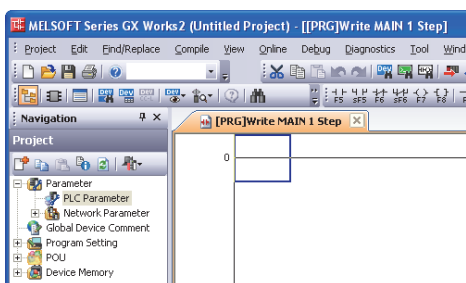 MELSOFT Series GX Works2 (Untitled Project) - [[PRG]Write MAIN 1 Step]
Project Edit Find/Replace Compile View Online Debug Diagnostics Tool Wind
F5 sF5 F6 sF6 F7 F8
Navigation
[PRG]Write MAIN 1 Step
Project
0
Parameter
PLC Parameter
Network Parameter
Global Device Comment
Program Setting
POU
Device Memory